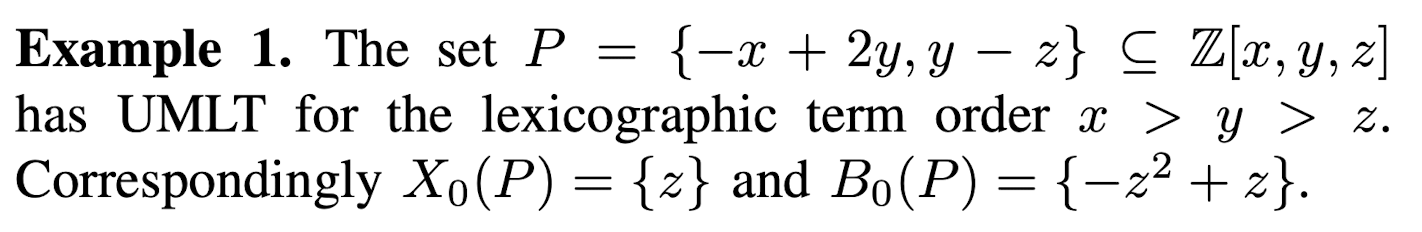 Example 1. The set P = {−x + 2y, y − z} ⊆ ℤ[x, y, z]
has UMLT for the lexicographic term order x > y > z.
Correspondingly X₀(P) = {z} and B₀(P) = {−z² + z}.